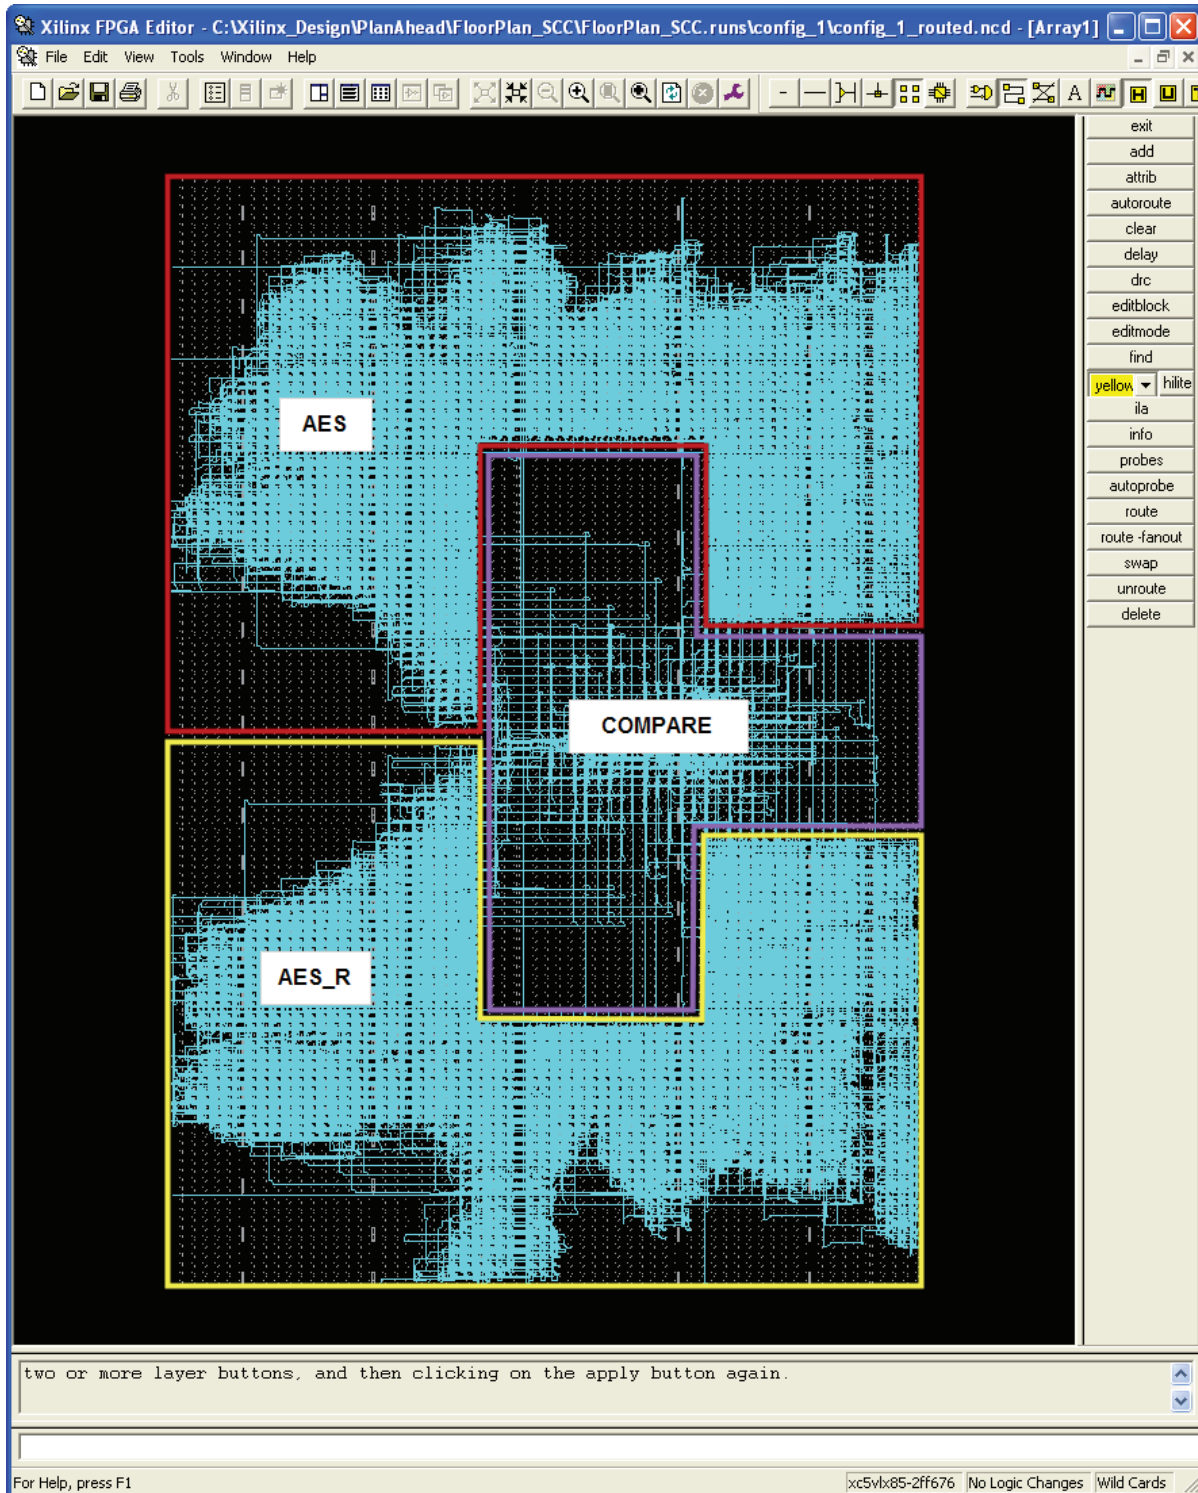 Xilinx FPGA Editor - C:\Xilinx_Design\PlanAhead\FloorPlan_SCC\FloorPlan_SCC.runs\config_1\config_1_routed.ncd - [Array1]
File Edit View Tools Window Help
A
H
U
exit
add
attrib
autoroute
clear
delay
drc
editblock
editmode
find
yellow hilite
ila
info
probes
autoprobe
route
route -fanout
swap
unroute
delete
AES
COMPARE
AES_R
two or more layer buttons, and then clicking on the apply button again.
For Help, press F1
xc5vlx85-2ff676 No Logic Changes Wild Cards